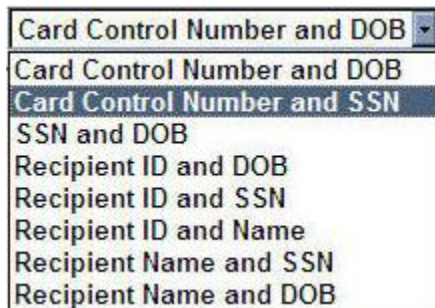 Card Control Number and DOB
Card Control Number and DOB
Card Control Number and SSN
SSN and DOB
Recipient ID and DOB
Recipient ID and SSN
Recipient ID and Name
Recipient Name and SSN
Recipient Name and DOB